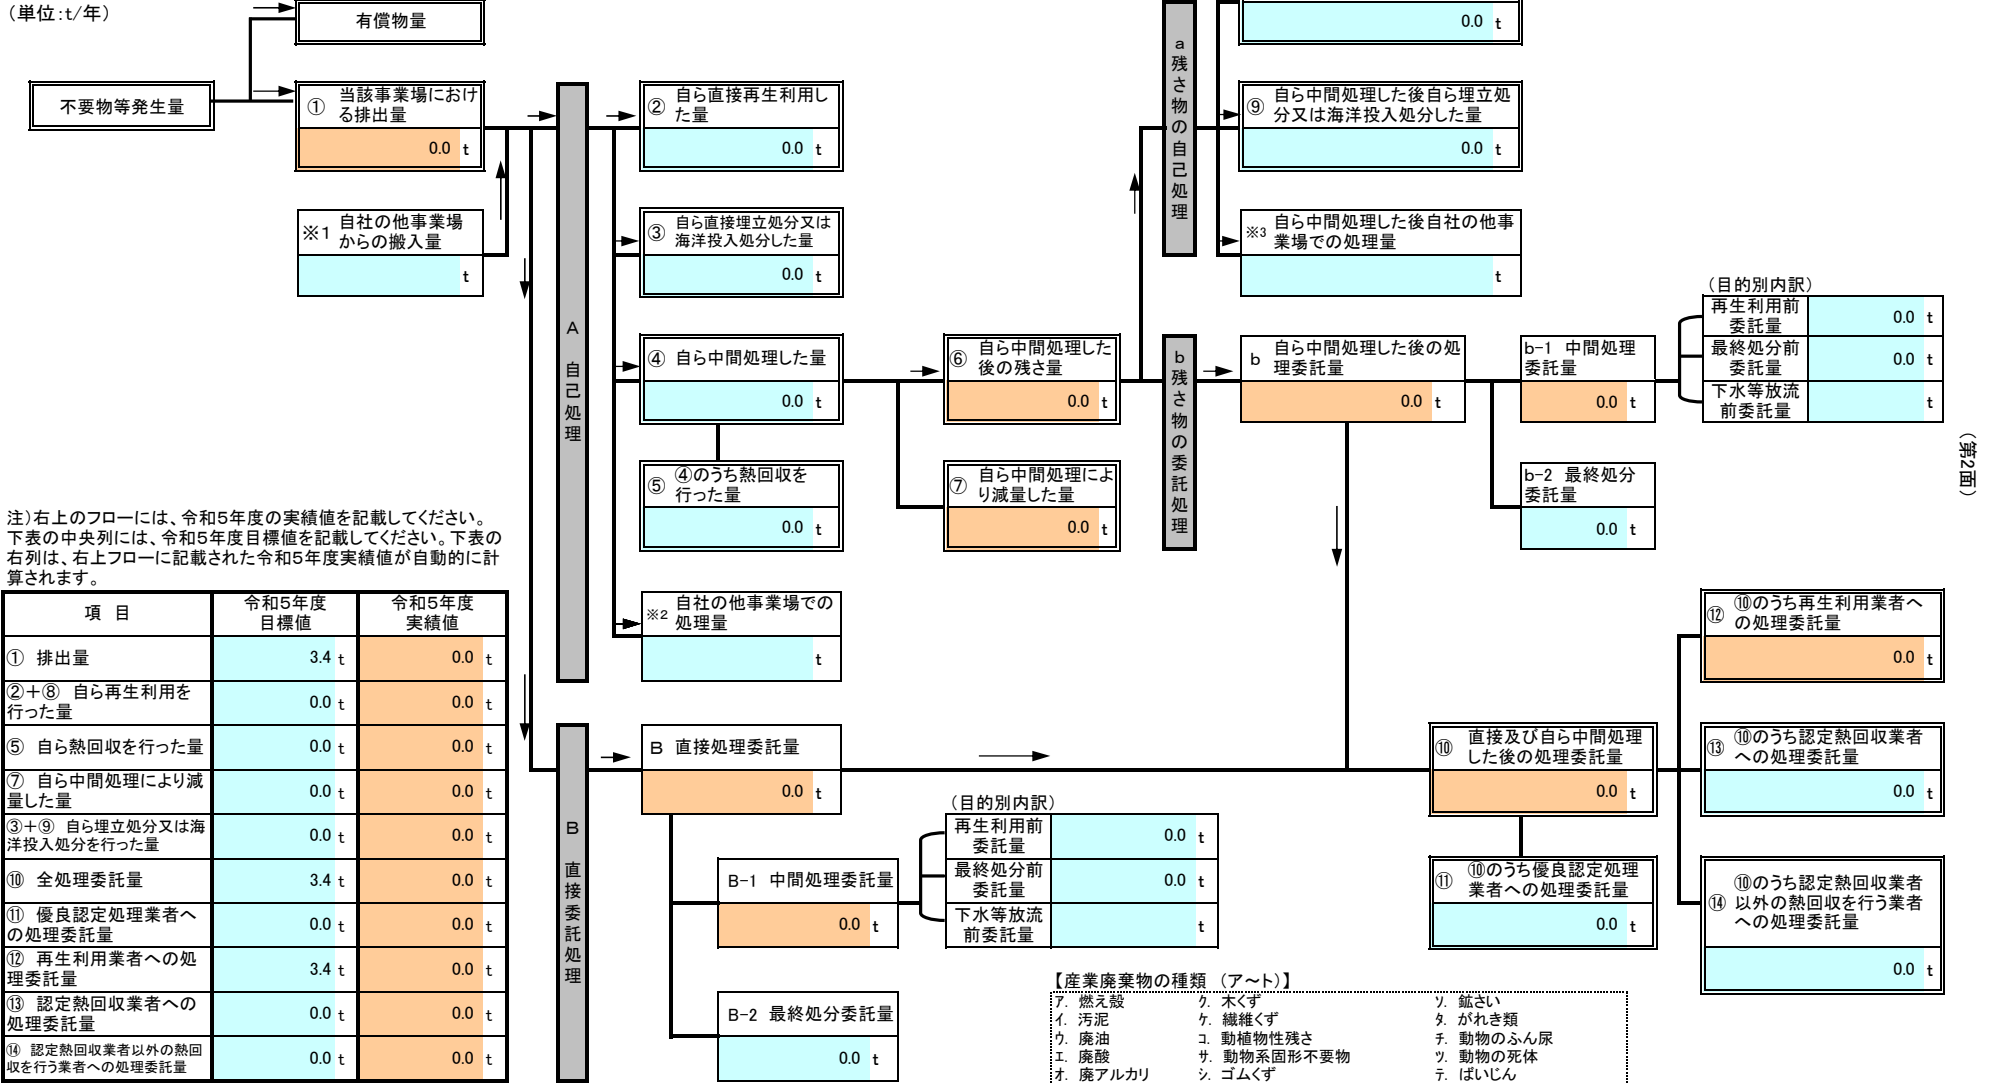 （単位：t/年）
有償物量
不要物等発生量
① 当該事業場におけ
る排出量
0.0 t
※1 自社の他事業場
からの搬入量
t
A 自己処理
② 自ら直接再生利用し
た量
0.0 t
③ 自ら直接埋立処分又は
海洋投入処分した量
0.0 t
④ 自ら中間処理した量
0.0 t
⑤ ④のうち熱回収を
行った量
0.0 t
※2 自社の他事業場での
処理量
t
⑥ 自ら中間処理した
後の残さ量
0.0 t
⑦ 自ら中間処理によ
り減量した量
0.0 t
a 残さ物の自己処理
0.0 t
⑨ 自ら中間処理した後自ら埋立処
分又は海洋投入処分した量
0.0 t
※3 自ら中間処理した後自社の他事
業場での処理量
t
b 残さ物の委託処理
b 自ら中間処理した後の処
理委託量
0.0 t
b-1 中間処理
委託量
0.0 t
b-2 最終処分
委託量
0.0 t
（目的別内訳）
再生利用前
委託量
0.0 t
最終処分前
委託量
0.0 t
下水等放流
前委託量
t
（第2面）
注）右上のフローには、令和5年度の実績値を記載してください。
下表の中央列には、令和5年度目標値を記載してください。下表の
右列は、右上フローに記載された令和5年度実績値が自動的に計
算されます。
項 目 令和5年度 目標値 令和5年度 実績値
① 排出量 3.4 t 0.0 t
②＋⑧ 自ら再生利用を
行った量 0.0 t 0.0 t
⑤ 自ら熱回収を行った量 0.0 t 0.0 t
⑦ 自ら中間処理により減
量した量 0.0 t 0.0 t
③＋⑨ 自ら埋立処分又は海
洋投入処分を行った量 0.0 t 0.0 t
⑩ 全処理委託量 3.4 t 0.0 t
⑪ 優良認定処理業者へ
の処理委託量 0.0 t 0.0 t
⑫ 再生利用業者への処
理委託量 3.4 t 0.0 t
⑬ 認定熱回収業者への
処理委託量 0.0 t 0.0 t
⑭ 認定熱回収業者以外の熱回
収を行う業者への処理委託量 0.0 t 0.0 t
B 直接委託処理
B 直接処理委託量
0.0 t
B-1 中間処理委託量
0.0 t
B-2 最終処分委託量
0.0 t
（目的別内訳）
再生利用前
委託量
0.0 t
最終処分前
委託量
0.0 t
下水等放流
前委託量
t
⑩ 直接及び自ら中間処理
した後の処理委託量
0.0 t
⑪ ⑩のうち優良認定処理
業者への処理委託量
0.0 t
⑫ ⑩のうち再生利用業者へ
の処理委託量
0.0 t
⑬ ⑩のうち認定熱回収業者
への処理委託量
0.0 t
⑭ ⑩のうち認定熱回収業者
以外の熱回収を行う業者
への処理委託量
0.0 t
【産業廃棄物の種類 （ア～ト）】
ｱ. 燃え殻 ｸ. 木くず ｿ. 鉱さい
ｲ. 汚泥 ｹ. 繊維くず ﾀ. がれき類
ｳ. 廃油 ｺ. 動植物性残さ ﾁ. 動物のふん尿
ｴ. 廃酸 ｻ. 動物系固形不要物 ﾂ. 動物の死体
ｵ. 廃アルカリ ｼ. ゴムくず ﾃ. ばいじん